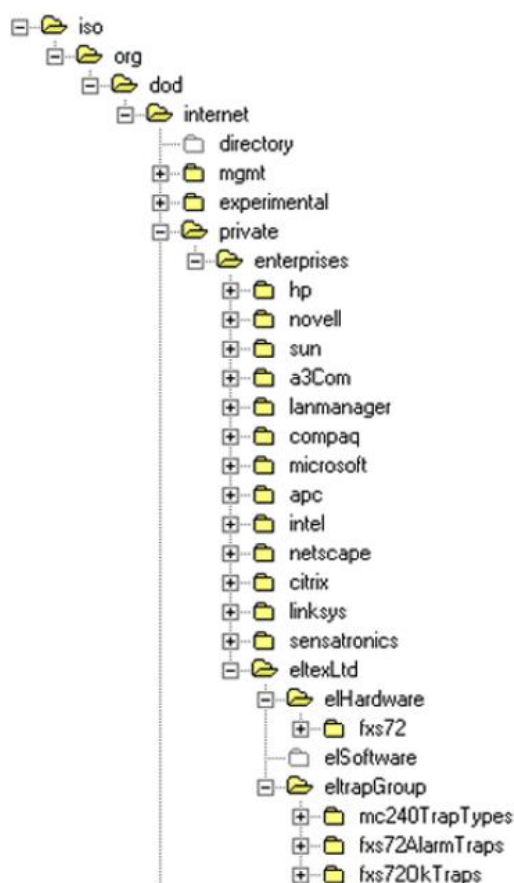 iso
org
dod
internet
directory
mgmt
experimental
private
enterprises
hp
novell
sun
a3Com
lanmanager
compaq
microsoft
apc
intel
netscape
citrix
linksys
sensatronics
eltexLtd
elHardware
fxs72
elSoftware
eltrapGroup
mc240TrapTypes
fxs72AlarmTraps
fxs72OkTraps